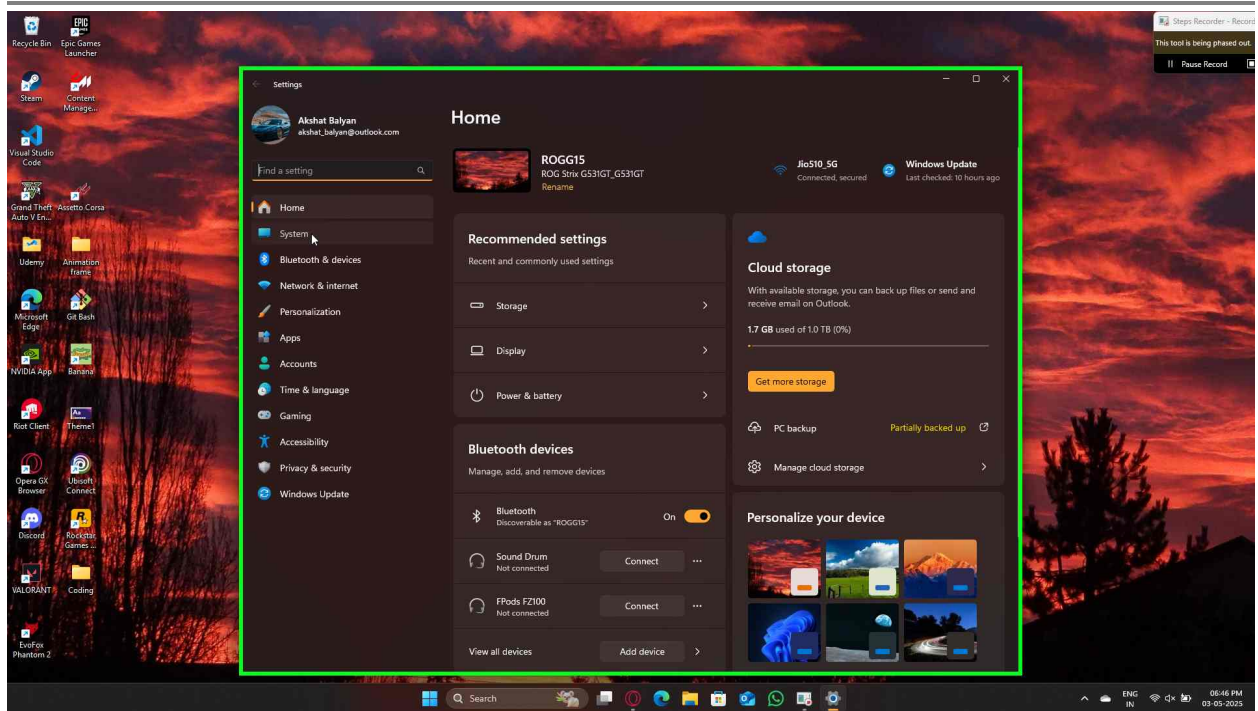 Recycle Bin
Epic Games
Launcher
Steam
Content
Manage...
Visual Studio
Code
Grand Theft
Auto V En...
Assetto Corsa
Udemy
Animation
frame
Microsoft
Edge
Git Bash
NVIDIA App
Banana
Riot Client
Theme1
Opera GX
Browser
Ubisoft
Connect
Discord
Rockstar
Games ...
VALORANT
Coding
EvoFox
Phantom 2
Steps Recorder - Record
This tool is being phased out.
Pause Record
Settings
Akshat Balyan
akshat_balyan@outlook.com
Find a setting
Home
System
Bluetooth & devices
Network & internet
Personalization
Apps
Accounts
Time & language
Gaming
Accessibility
Privacy & security
Windows Update
Home
ROGG15
ROG Strix G531GT_G531GT
Rename
Jio510_5G
Connected, secured
Windows Update
Last checked: 10 hours ago
Recommended settings
Recent and commonly used settings
Storage
Display
Power & battery
Bluetooth devices
Manage, add, and remove devices
Bluetooth
Discoverable as "ROGG15"
On
Sound Drum
Not connected
Connect
FPods FZ100
Not connected
Connect
View all devices
Add device
Cloud storage
With available storage, you can back up files or send and
receive email on Outlook.
1.7 GB used of 1.0 TB (0%)
Get more storage
PC backup
Partially backed up
Manage cloud storage
Personalize your device
Search
ENG
IN
06:46 PM
03-05-2025